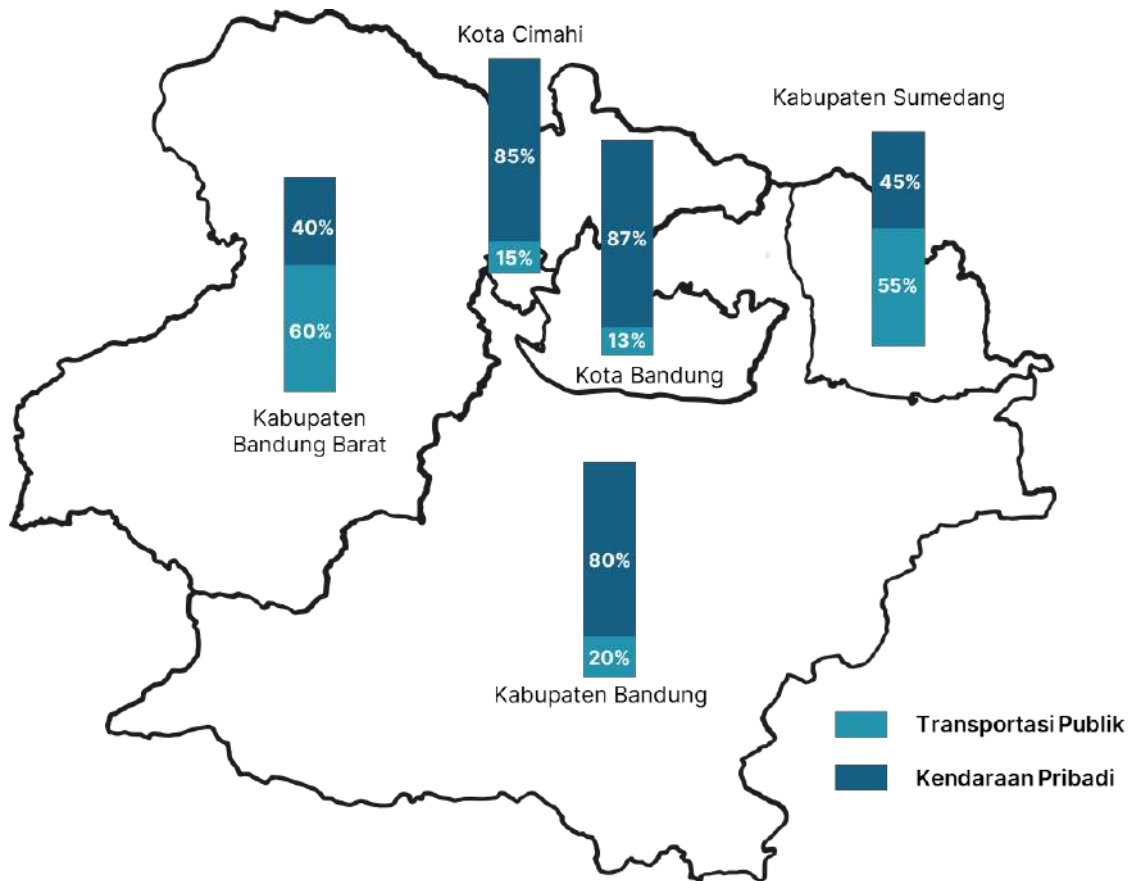 Kota Cimahi
85%
15%
Kabupaten Sumedang
45%
55%
87%
13%
Kota Bandung
40%
60%
Kabupaten
Bandung Barat
80%
20%
Kabupaten Bandung
Transportasi Publik
Kendaraan Pribadi